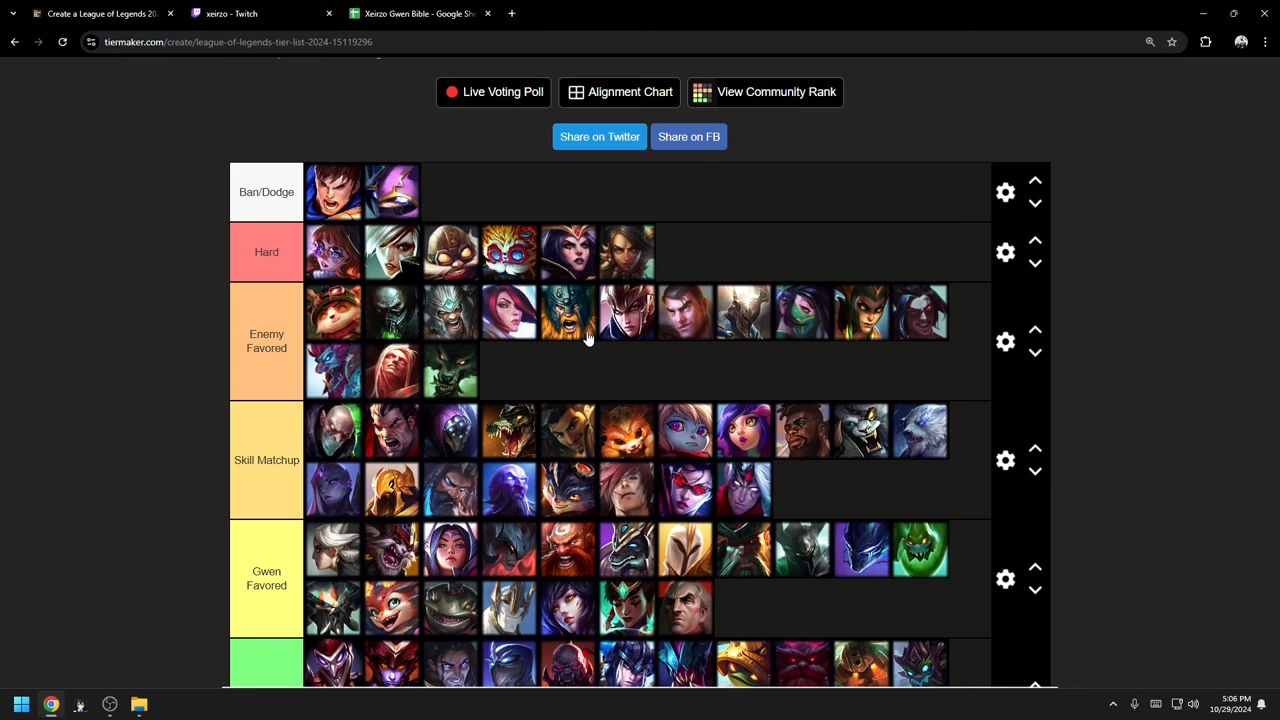 Create a League of Legends 202
xeirzo - Twitch
Xeirzo Gwen Bible - Google She
tiermaker.com/create/league-of-legends-tier-list-2024-15119296
Live Voting Poll
Alignment Chart
View Community Rank
Share on Twitter
Share on FB
Ban/Dodge
Hard
Enemy
Favored
Skill Matchup
Gwen
Favored
5:06 PM
10/29/2024